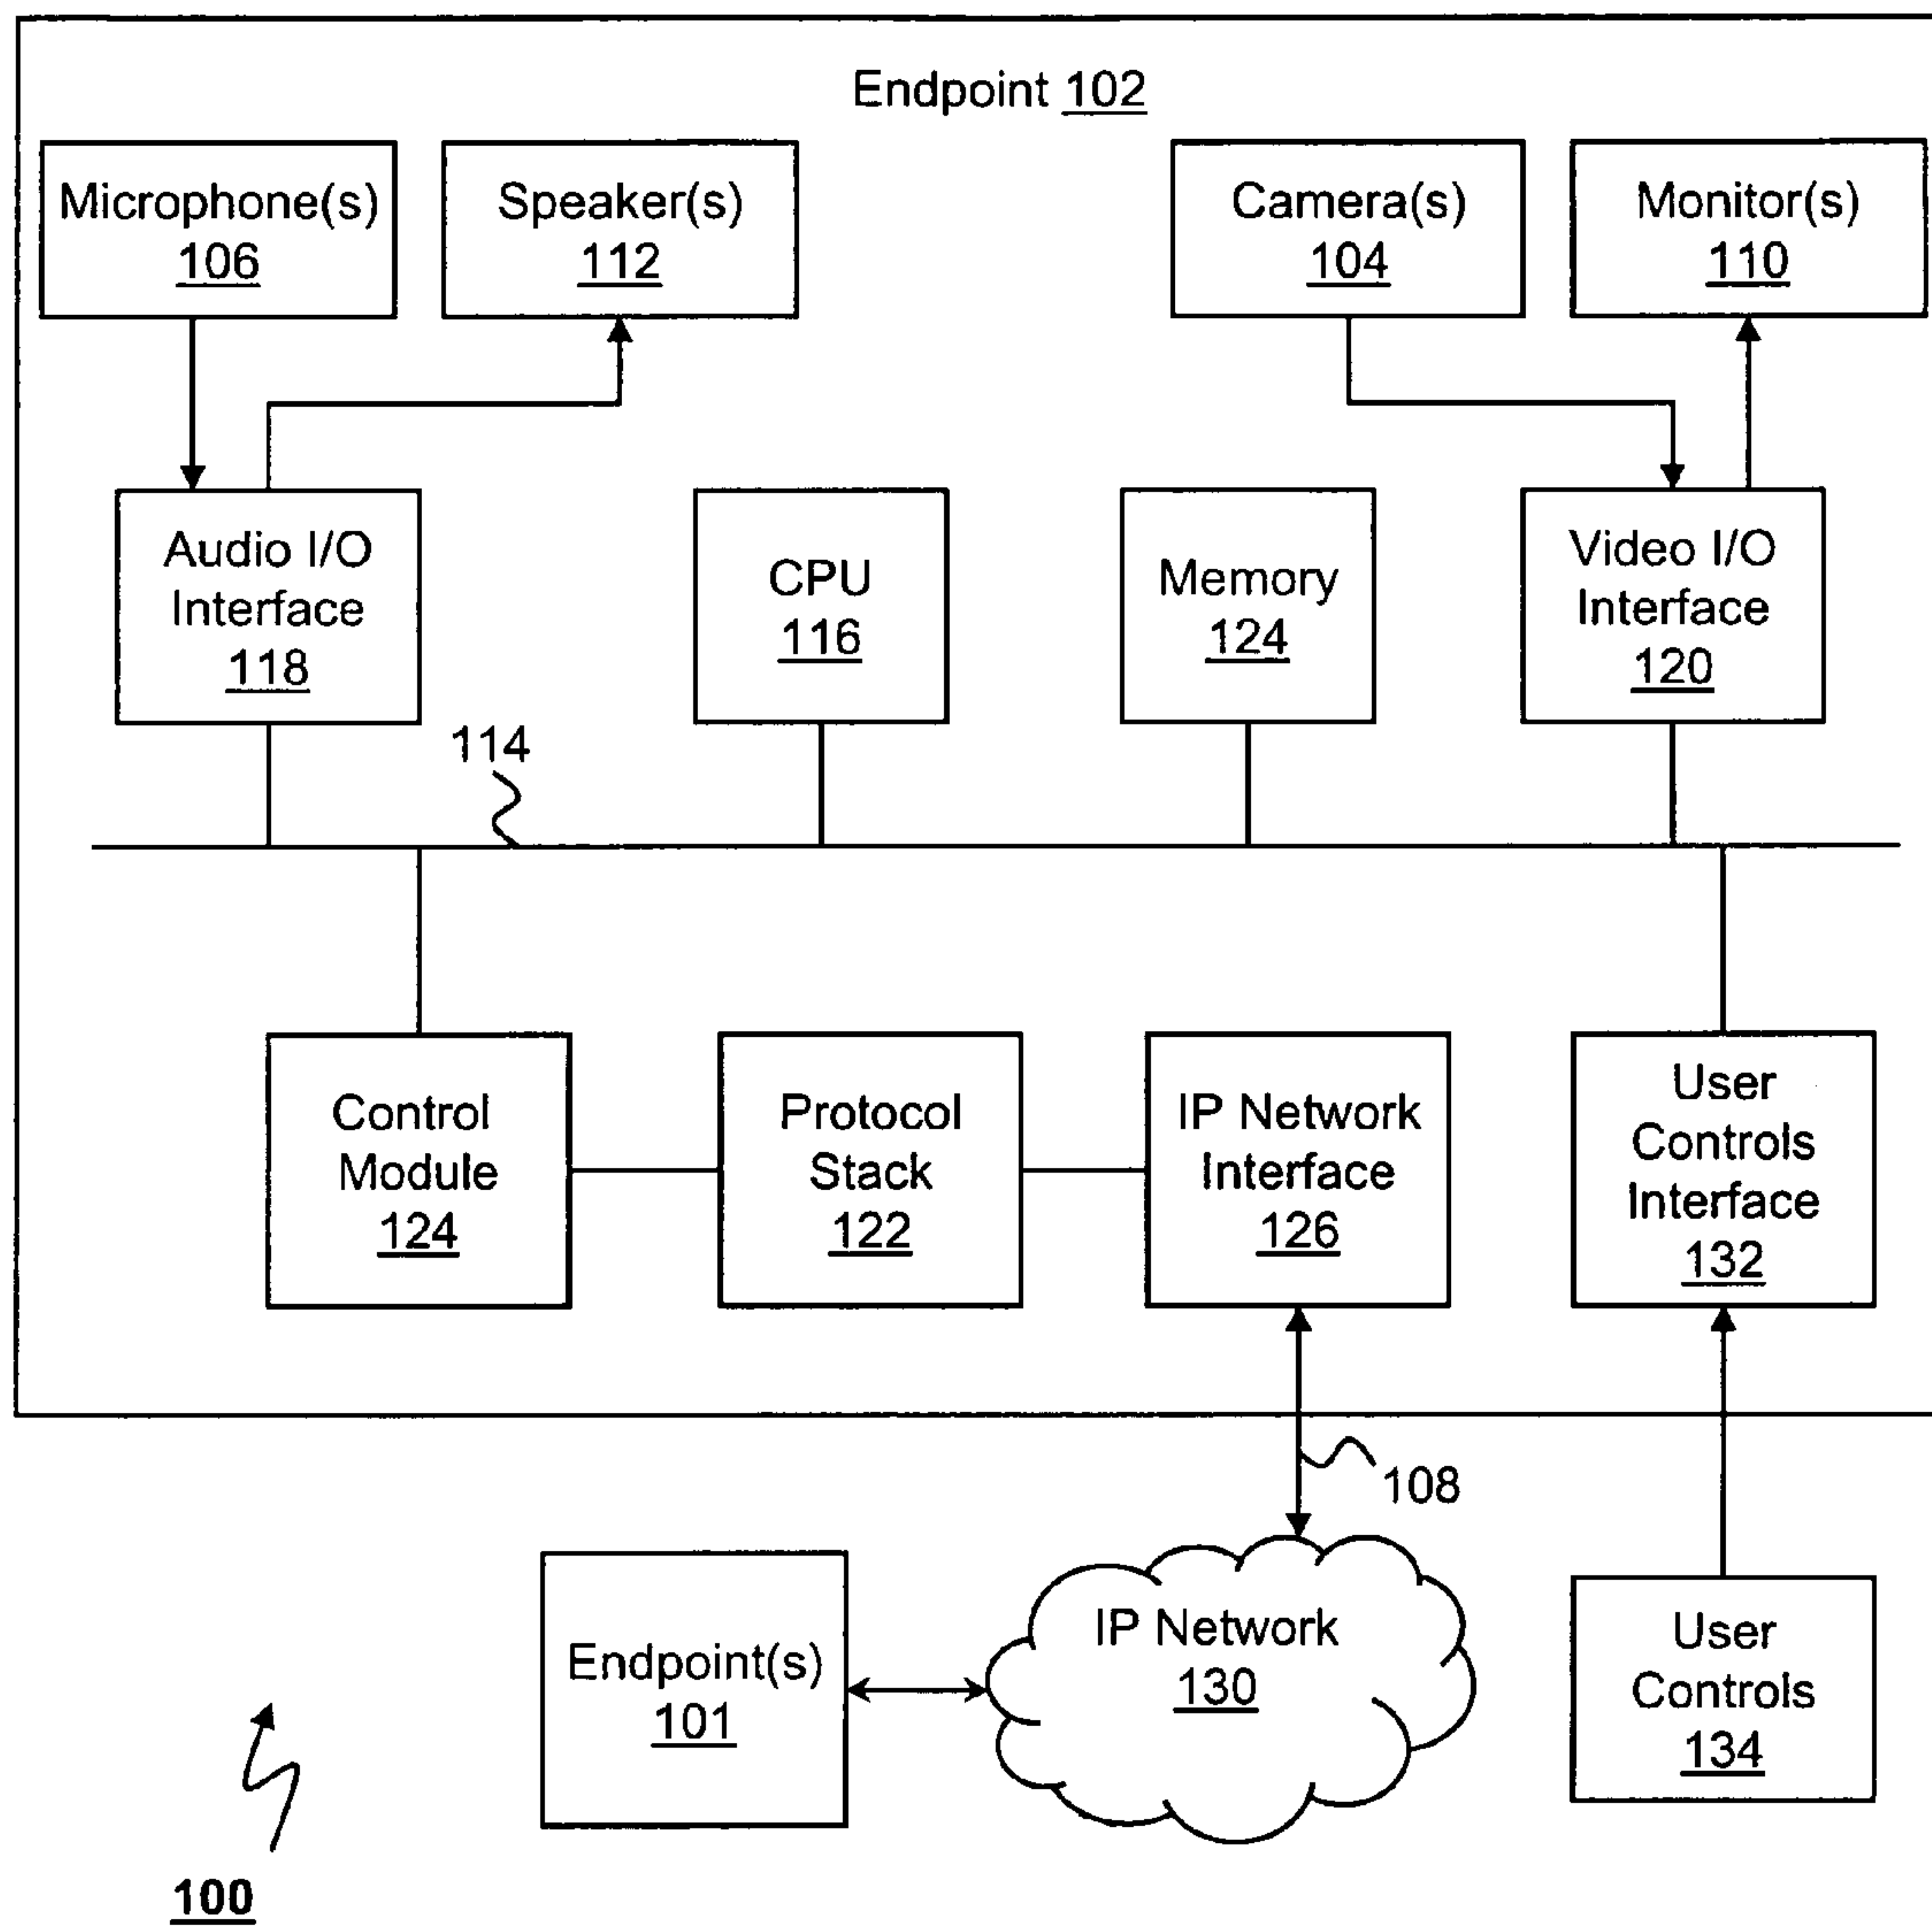 Endpoint 102
Microphone(s)
106
Speaker(s)
112
Camera(s)
104
Monitor(s)
110
Audio I/O
Interface
118
CPU
116
Memory
124
Video I/O
Interface
120
114
Control
Module
124
Protocol
Stack
122
IP Network
Interface
126
User
Controls
Interface
132
108
Endpoint(s)
101
IP Network
130
User
Controls
134
100